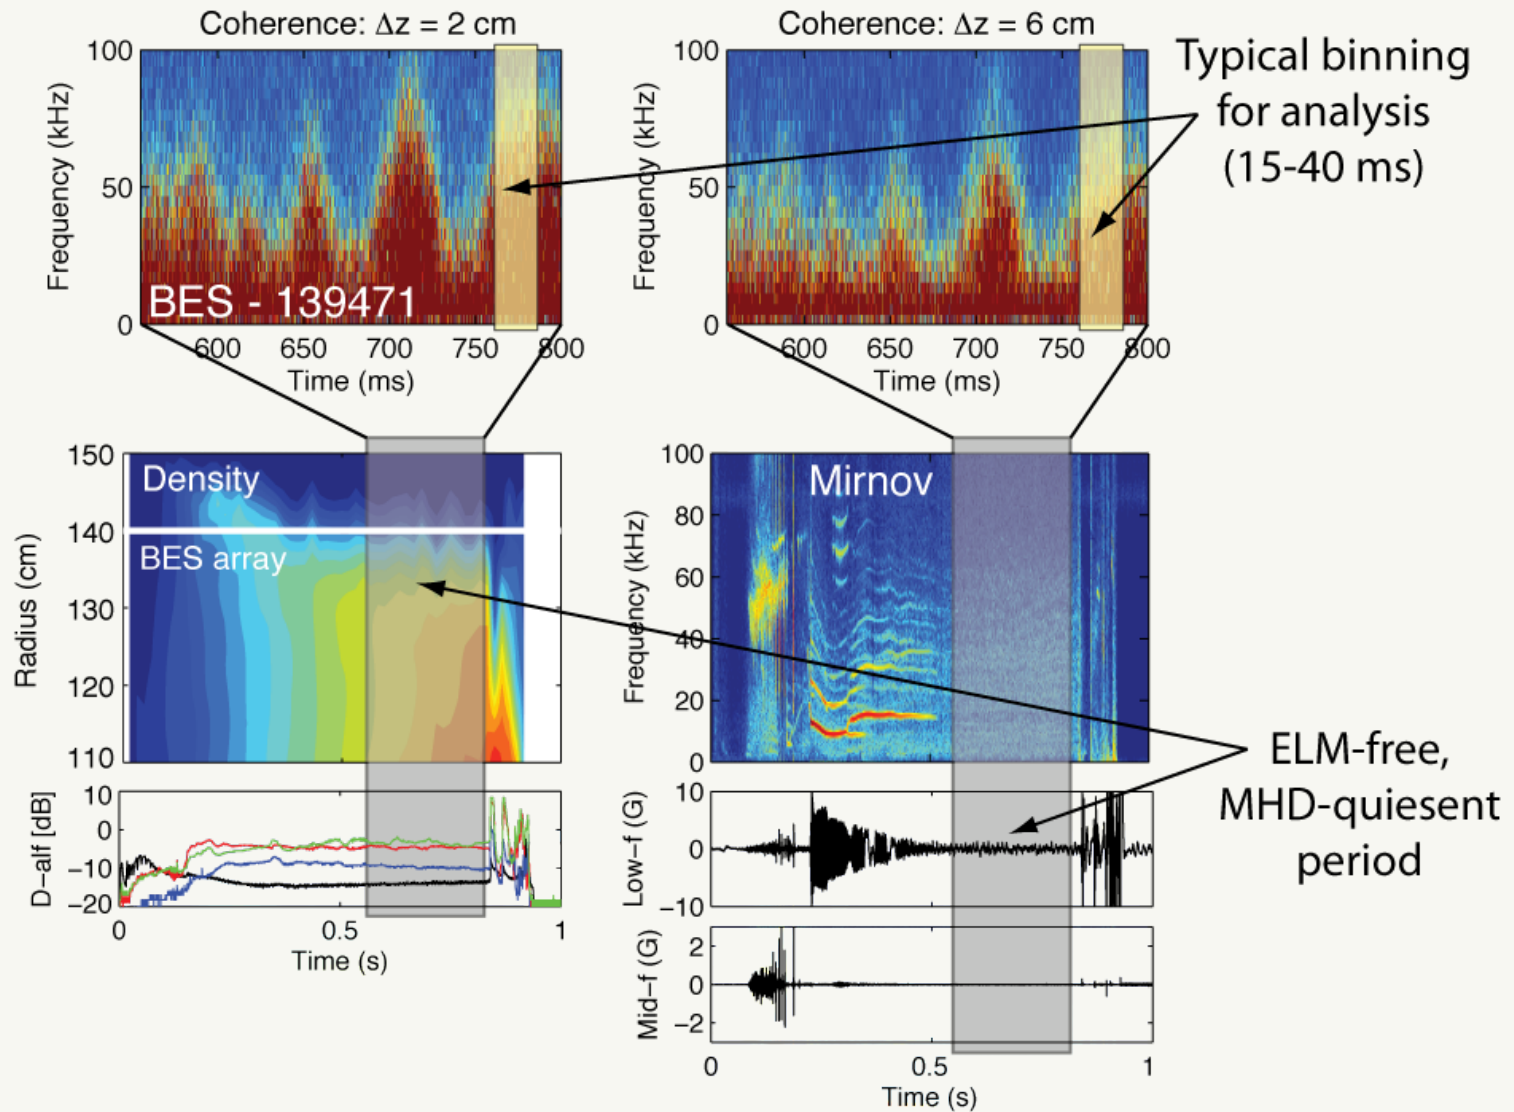 Coherence: Δz = 2 cm
100
50
0
Frequency (kHz)
BES - 139471
600 650 700 750 800
Time (ms)
Coherence: Δz = 6 cm
100
50
0
Frequency (kHz)
600 650 700 750 800
Time (ms)
Typical binning
for analysis
(15-40 ms)
150
140
130
120
110
Radius (cm)
Density
BES array
100
80
60
40
20
0
Frequency (kHz)
Mirnov
ELM-free,
MHD-quiesent
period
10
0
−10
−20
D−alf [dB]
0 0.5 1
Time (s)
10
0
−10
Low−f (G)
2
0
−2
Mid−f (G)
0 0.5 1
Time (s)